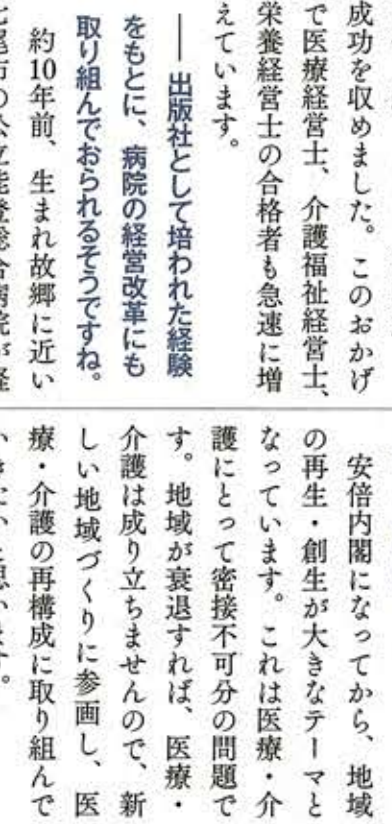 成功を収めました。このおかげ
で医療経営士、介護福祉経営士、
栄養経営士の合格者も急速に増
えています。
── 出版社として培われた経験
をもとに、病院の経営改革にも
取り組んでおられるそうですね。
約10年前、生まれ故郷に近い
七尾市の公立能登総合病院が経
安倍内閣になってから、地域
の再生・創生が大きなテーマと
なっています。これは医療・介
護にとって密接不可分の問題で
す。地域が衰退すれば、医療・
介護は成り立ちませんので、新
しい地域づくりに参画し、医
療・介護の再構成に取り組んで
いきたいと思います。